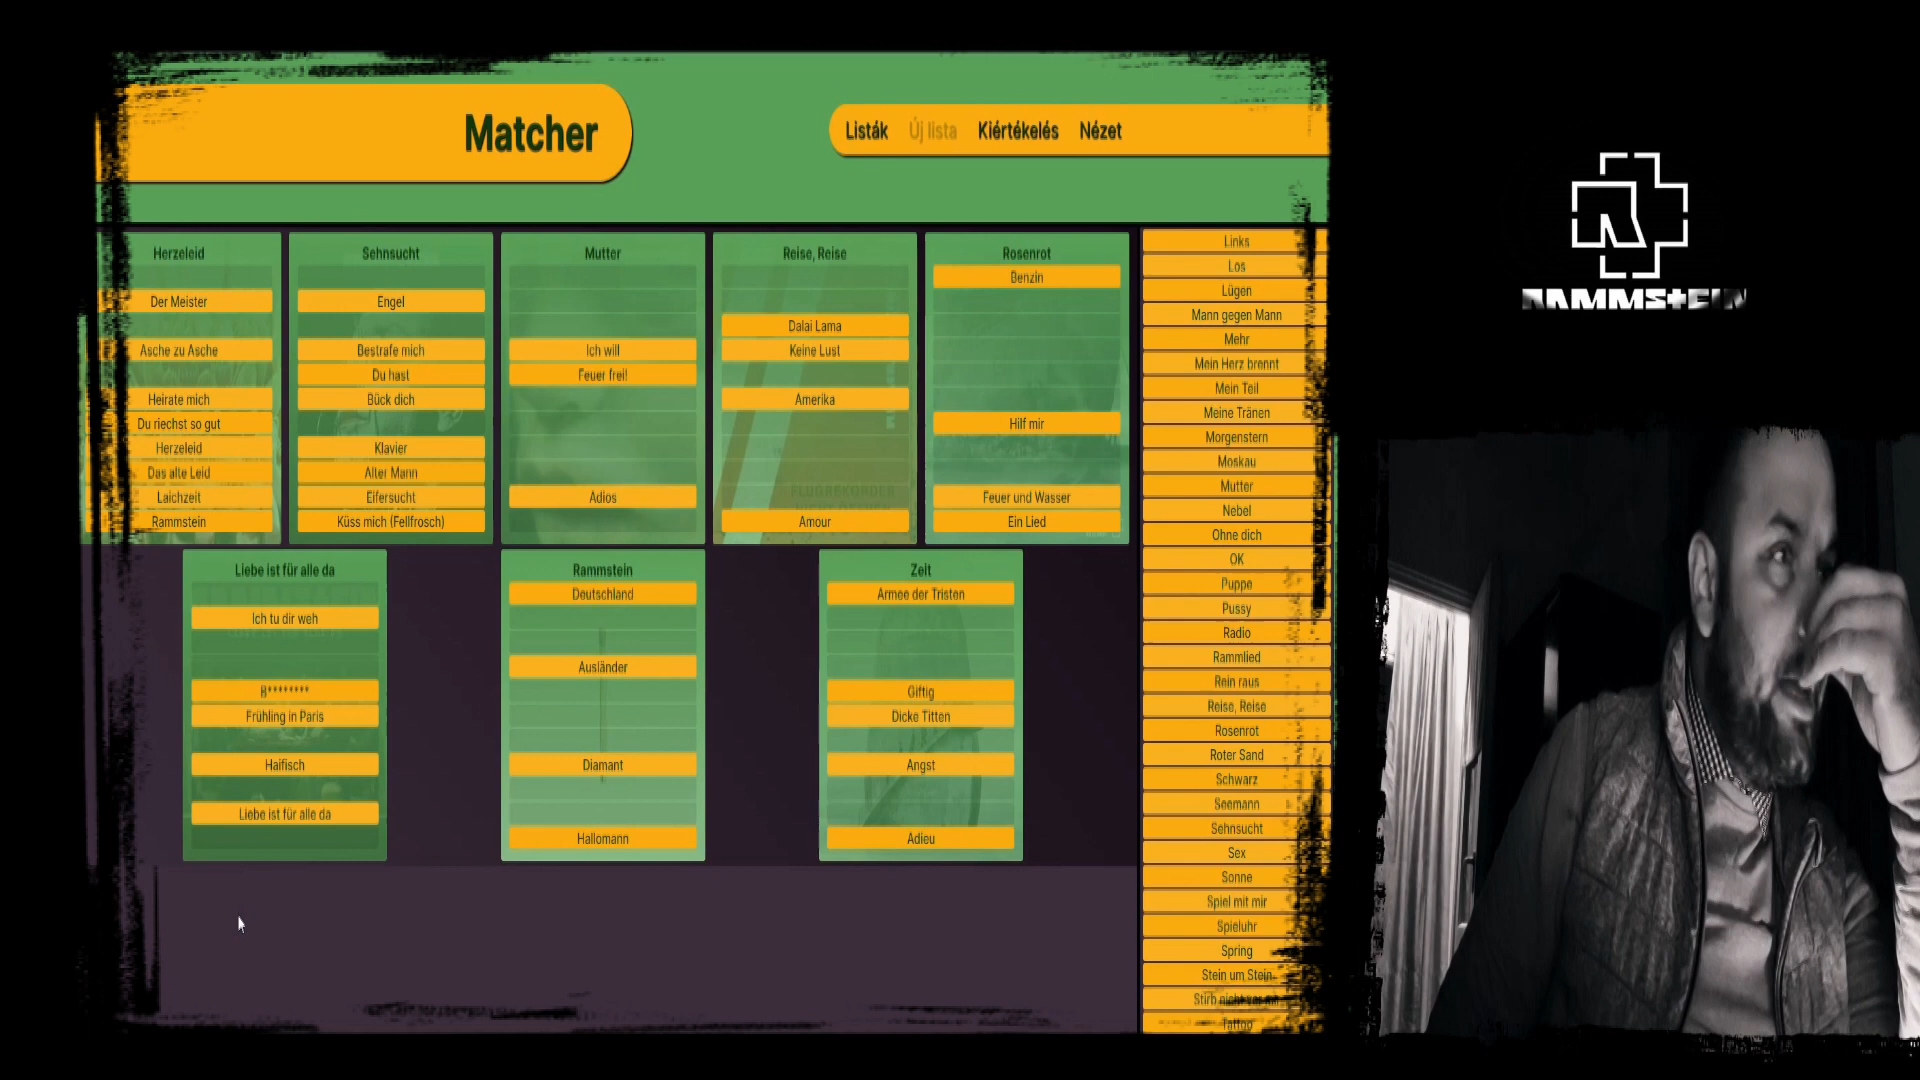 Matcher
Listák Új lista Kiértékelés Nézet
RAMMSTEIN
Herzeleid
Der Meister
Asche zu Asche
Heirate mich
Du riechst so gut
Herzeleid
Das alte Leid
Laichzeit
Rammstein
Sehnsucht
Engel
Bestrafe mich
Du hast
Bück dich
Klavier
Alter Mann
Eifersucht
Küss mich (Fellfrosch)
Mutter
Ich will
Feuer frei!
Adios
Reise, Reise
Dalai Lama
Keine Lust
Amerika
FLUGREKORDER
Amour
Rosenrot
Benzin
Hilf mir
Feuer und Wasser
Ein Lied
Liebe ist für alle da
Ich tu dir weh
B********
Frühling in Paris
Haifisch
Liebe ist für alle da
Rammstein
Deutschland
Ausländer
Diamant
Hallomann
Zeit
Armee der Tristen
Giftig
Dicke Titten
Angst
Adieu
Links
Los
Lügen
Mann gegen Mann
Mehr
Mein Herz brennt
Mein Teil
Meine Tränen
Morgenstern
Moskau
Mutter
Nebel
Ohne dich
OK
Puppe
Pussy
Radio
Rammlied
Rein raus
Reise, Reise
Rosenrot
Roter Sand
Schwarz
Seemann
Sehnsucht
Sex
Sonne
Spiel mit mir
Spieluhr
Spring
Stein um Stein
Stirb nicht vor mir
Tattoo